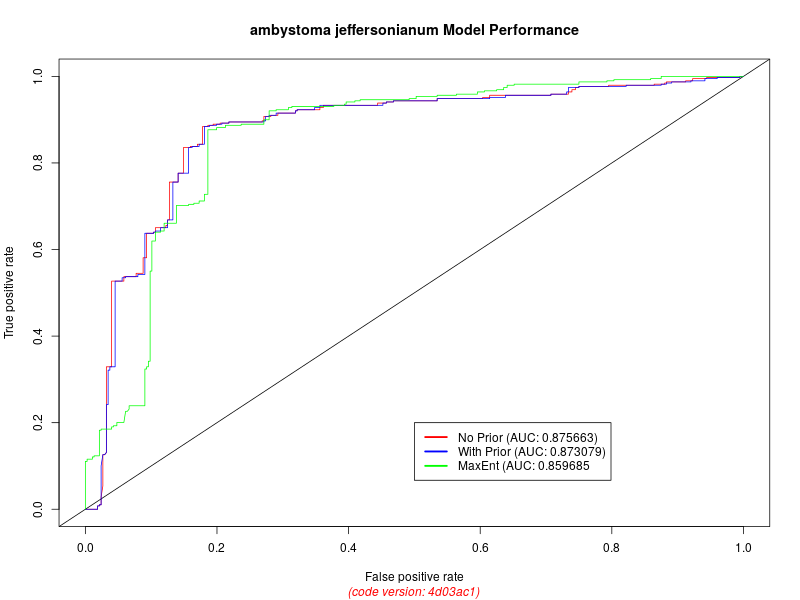 ambystoma jeffersonianum Model Performance
True positive rate
1.0
0.8
0.6
0.4
0.2
0.0
No Prior (AUC: 0.875663)
With Prior (AUC: 0.873079)
MaxEnt (AUC: 0.859685
0.0 0.2 0.4 0.6 0.8 1.0
False positive rate
(code version: 4d03ac1)